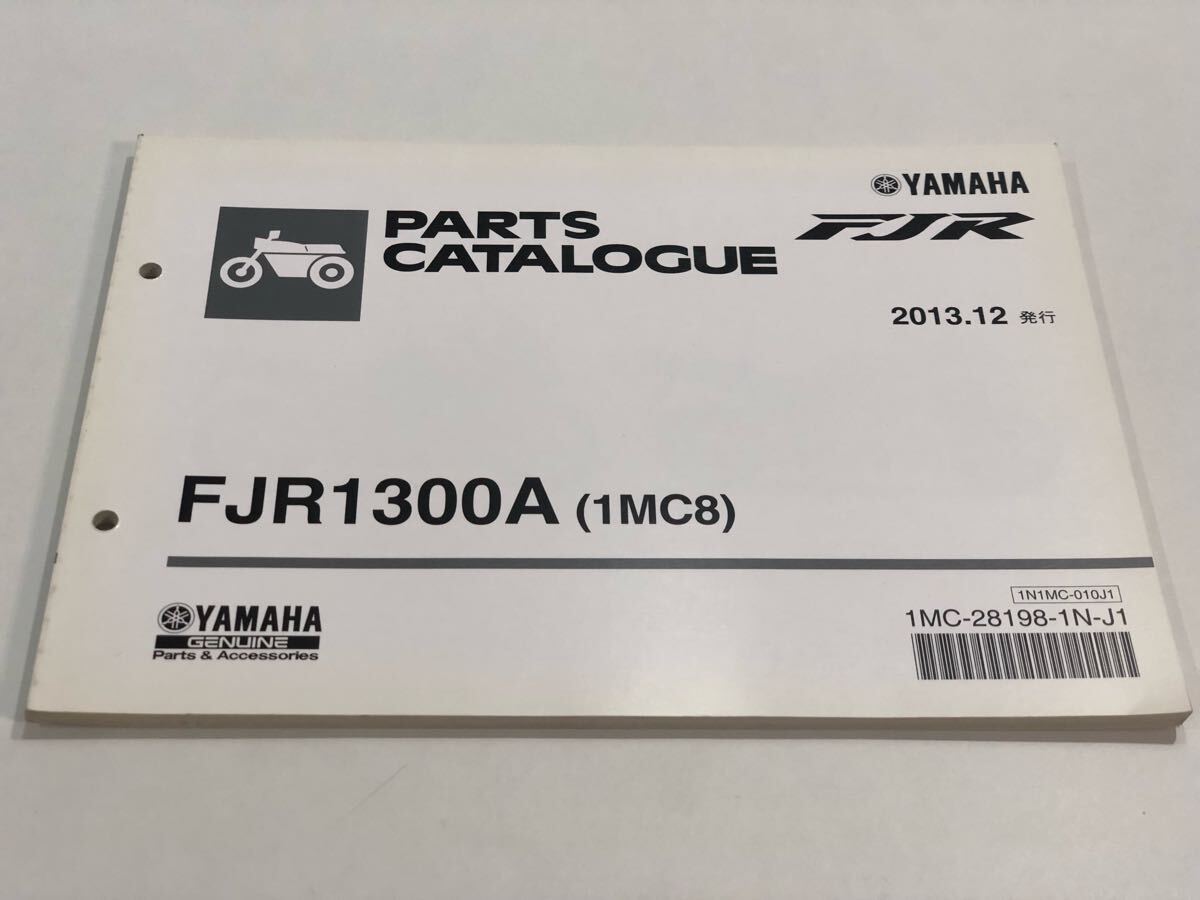 YAMAHA
PARTS
CATALOGUE
FJR
2013.12 発行
FJR1300A (1MC8)
YAMAHA
GENUINE
Parts & Accessories
1N1MC-010J1
1MC-28198-1N-J1